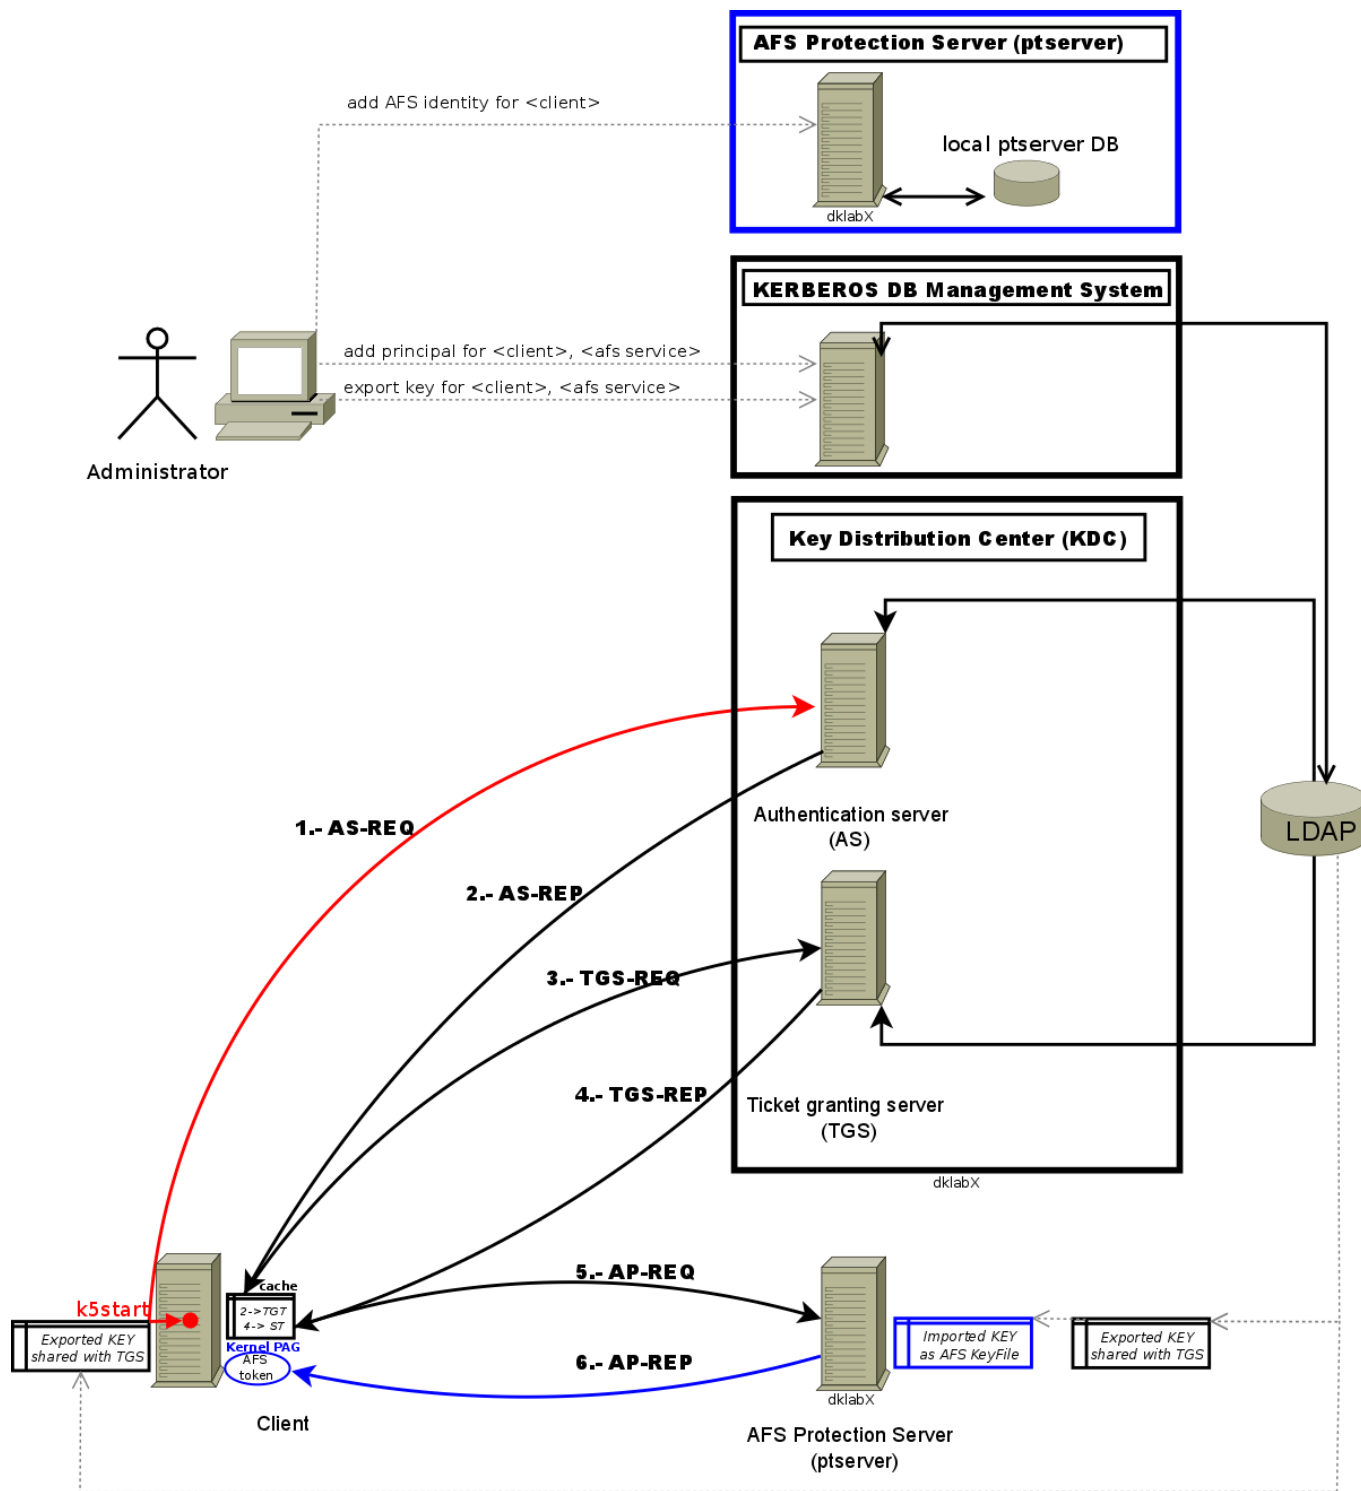 AFS Protection Server (ptserver)
add AFS identity for <client>
local ptserver DB
dklabX
KERBEROS DB Management System
add principal for <client>, <afs service>
export key for <client>, <afs service>
Administrator
Key Distribution Center (KDC)
1.- AS-REQ
Authentication server
(AS)
LDAP
2.- AS-REP
3.- TGS-REQ
4.- TGS-REP
Ticket granting server
(TGS)
dklabX
5.- AP-REQ
cache
k5start
2->TGT
4-> ST
Exported KEY
shared with TGS
Kernel PAG
AFS
token
Imported KEY
as AFS KeyFile
Exported KEY
shared with TGS
6.- AP-REP
dklabX
Client
AFS Protection Server
(ptserver)